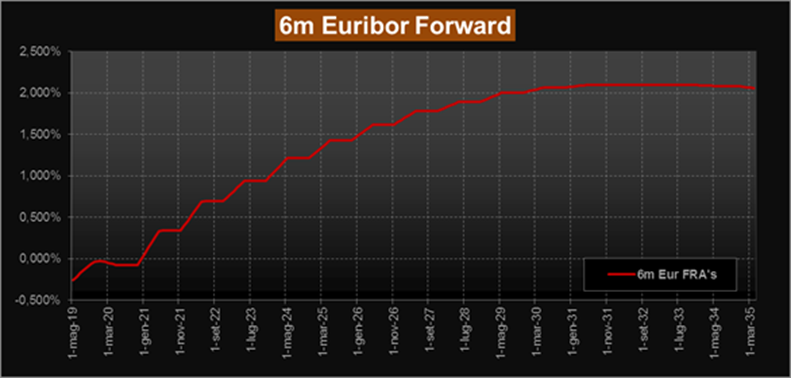 6m Euribor Forward
2,500%
2,000%
1,500%
1,000%
0,500%
0,000%
-0,500%
6m Eur FRA's
1-mag-19
1-mar-20
1-gen-21
1-nov-21
1-set-22
1-lug-23
1-mag-24
1-mar-25
1-gen-26
1-nov-26
1-set-27
1-lug-28
1-mag-29
1-mar-30
1-gen-31
1-nov-31
1-set-32
1-lug-33
1-mag-34
1-mar-35